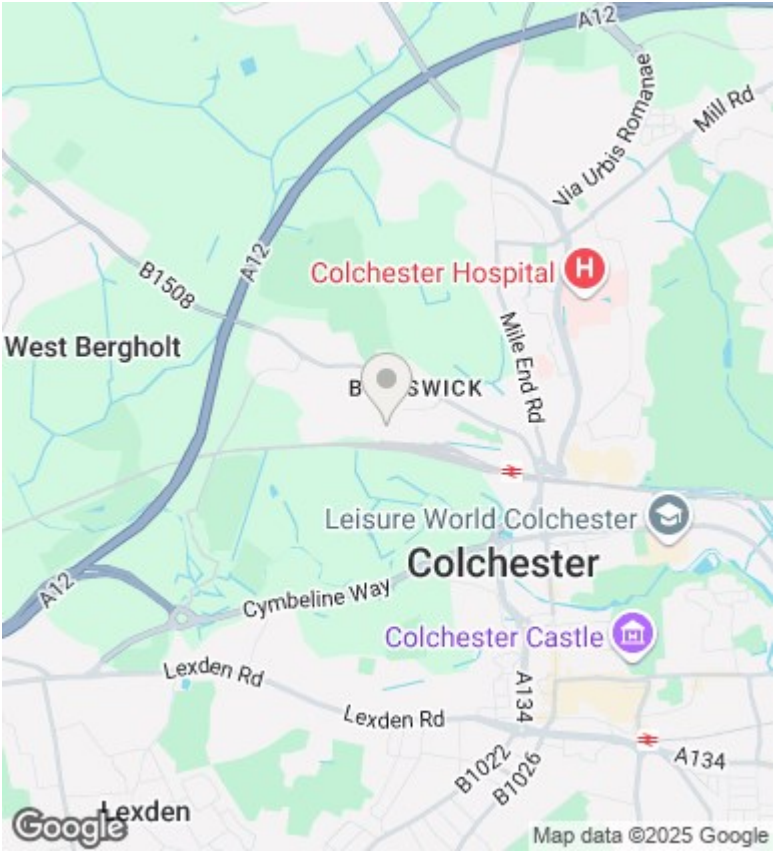 A12
Via Urbis Romanae
Mill Rd
A12
B1508
Colchester Hospital
H
Mile End Rd
West Bergholt
SWICK
Leisure World Colchester
Colchester
A12
Cymbeline Way
Colchester Castle
Lexden Rd
A134
Lexden Rd
A134
B1022
B1026
Lexden
Google
Map data ©2025 Google